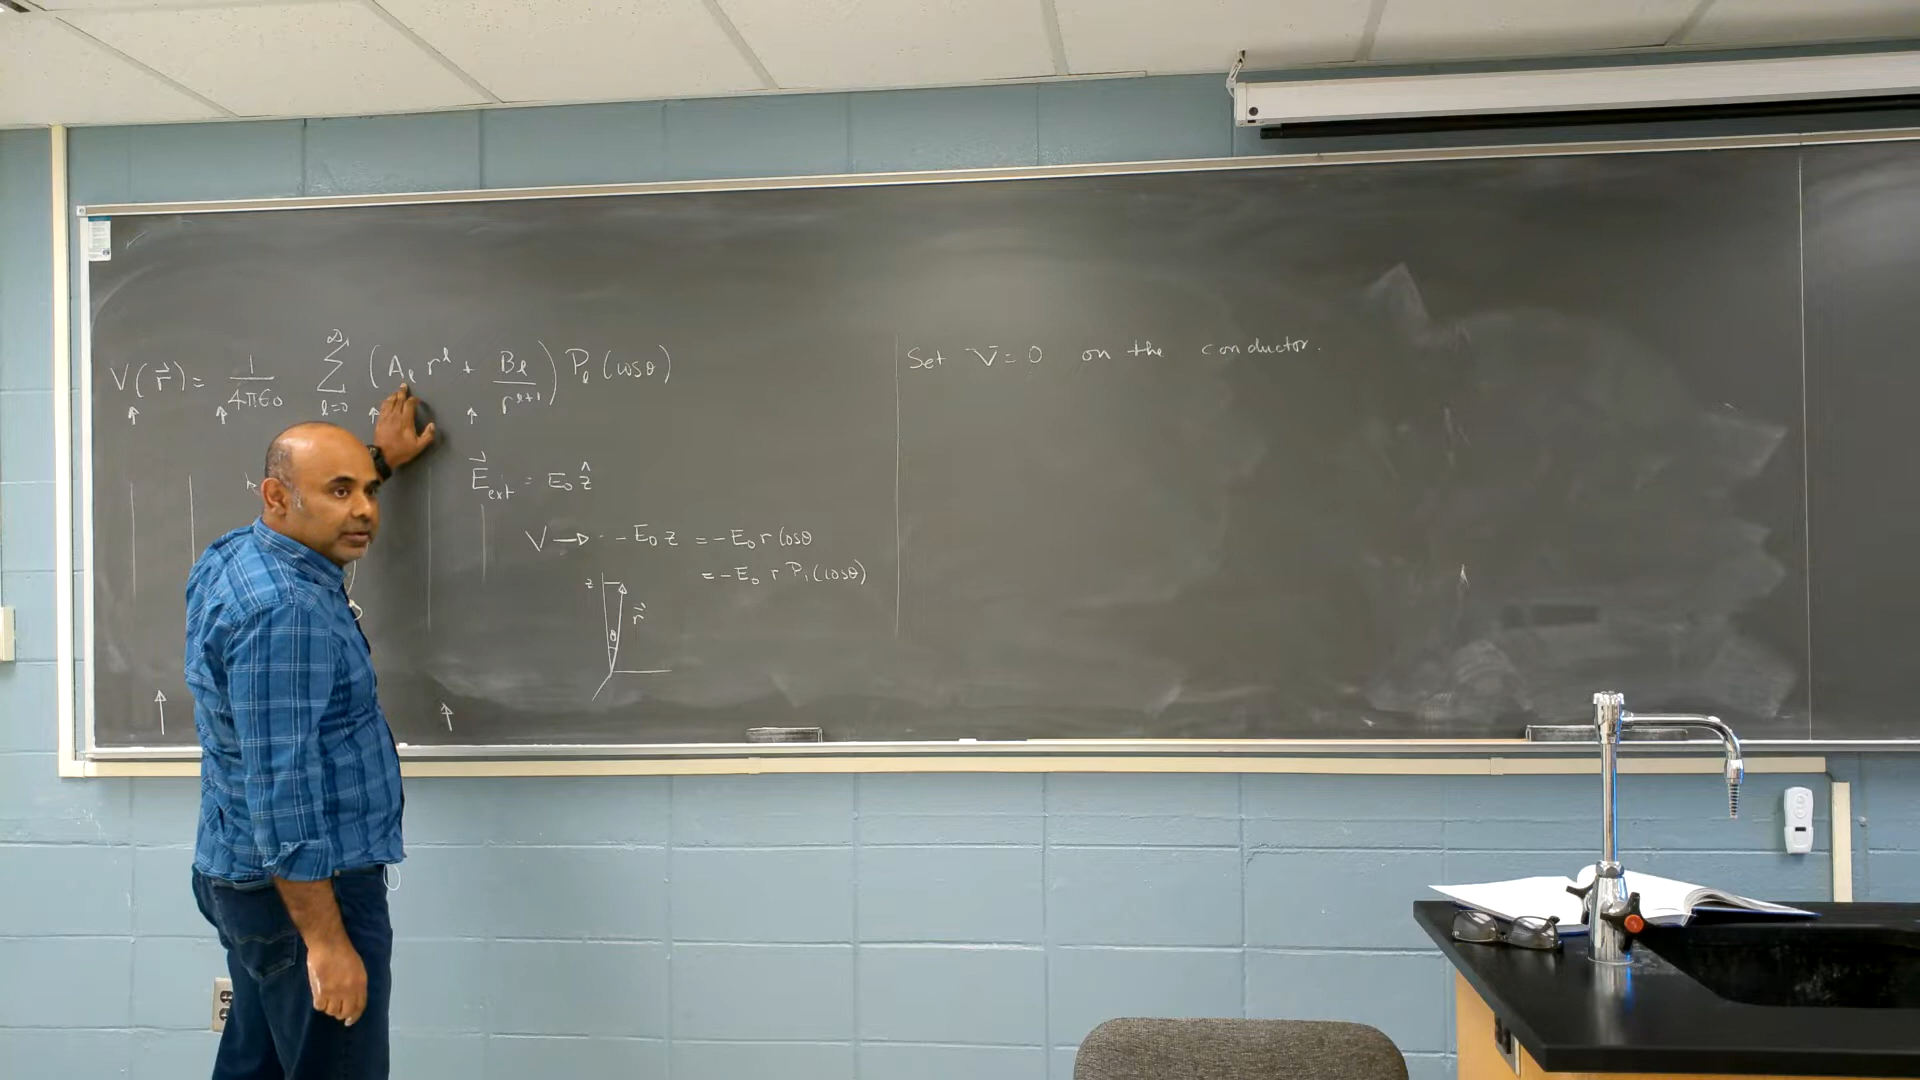 V(r⃗) = 1/4πϵ₀ ∑_{l=0}^{∞} (A_l r^l + B_l/r^{l+1}) P_l (cosθ)
E⃗_ext = E₀ ẑ
V → - E₀ z = - E₀ r cosθ
= - E₀ r P₁(cosθ)
z
r⃗
θ
Set V = 0 on the conductor.